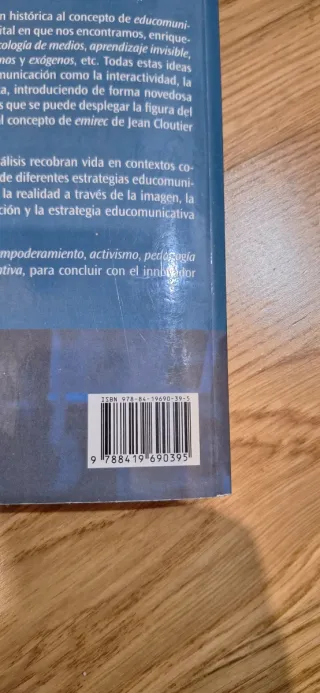 n histórica al concepto de educomuni-
ital en que nos encontramos, enrique-
cología de medios, aprendizaje invisible,
mos y exógenos, etc. Todas estas ideas
municación como la interactividad, la
a, introduciendo de forma novedosa
s que se puede desplegar la figura del
al concepto de emirec de Jean Cloutier
álisis recobran vida en contextos co-
de diferentes estrategias educomuni-
la realidad a través de la imagen, la
ción y la estrategia educomunicativa
mpoderamiento, activismo, pedagogía
ativa, para concluir con el innovador
ISBN 978-84-19690-39-5
9 788419 690395